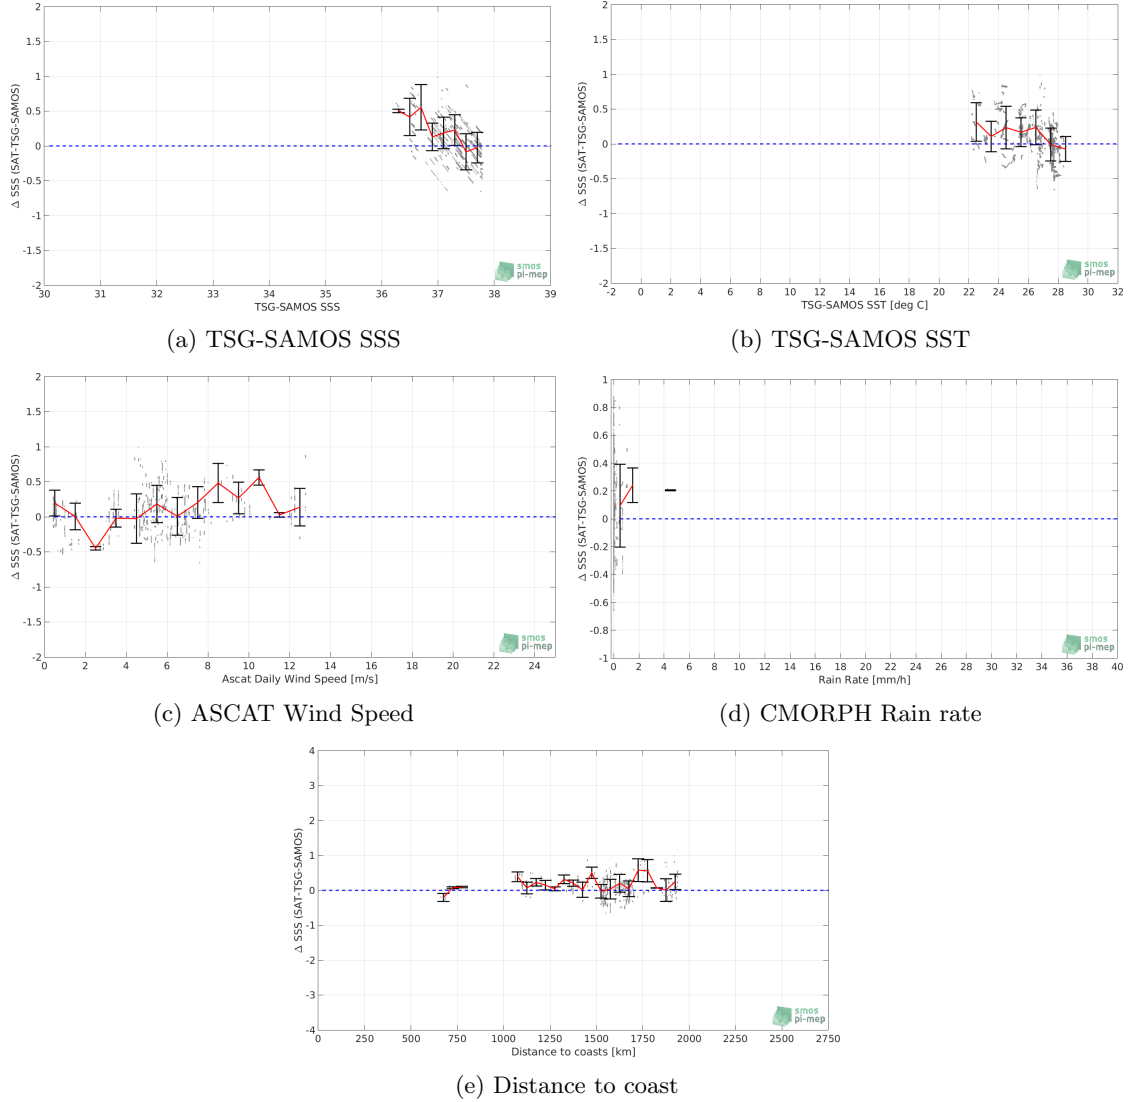 2
1.5
1
0.5
0
-0.5
-1
-1.5
-2
30 31 32 33 34 35 36 37 38 39
Δ SSS (SAT-TSG-SAMOS)
TSG-SAMOS SSS
smos
pi-mep
(a) TSG-SAMOS SSS
2
1.5
1
0.5
0
-0.5
-1
-1.5
-2
-2 0 2 4 6 8 10 12 14 16 18 20 22 24 26 28 30 32
Δ SSS (SAT-TSG-SAMOS)
TSG-SAMOS SST [deg C]
smos
pi-mep
(b) TSG-SAMOS SST
2
1.5
1
0.5
0
-0.5
-1
-1.5
-2
0 2 4 6 8 10 12 14 16 18 20 22 24
Δ SSS (SAT-TSG-SAMOS)
Ascat Daily Wind Speed [m/s]
smos
pi-mep
(c) ASCAT Wind Speed
1
0.8
0.6
0.4
0.2
0
-0.2
-0.4
-0.6
-0.8
-1
0 2 4 6 8 10 12 14 16 18 20 22 24 26 28 30 32 34 36 38 40
Δ SSS (SAT-TSG-SAMOS)
Rain Rate [mm/h]
smos
pi-mep
(d) CMORPH Rain rate
4
3
2
1
0
-1
-2
-3
-4
0 250 500 750 1000 1250 1500 1750 2000 2250 2500 2750
Δ SSS (SAT-TSG-SAMOS)
Distance to coasts [km]
smos
pi-mep
(e) Distance to coast